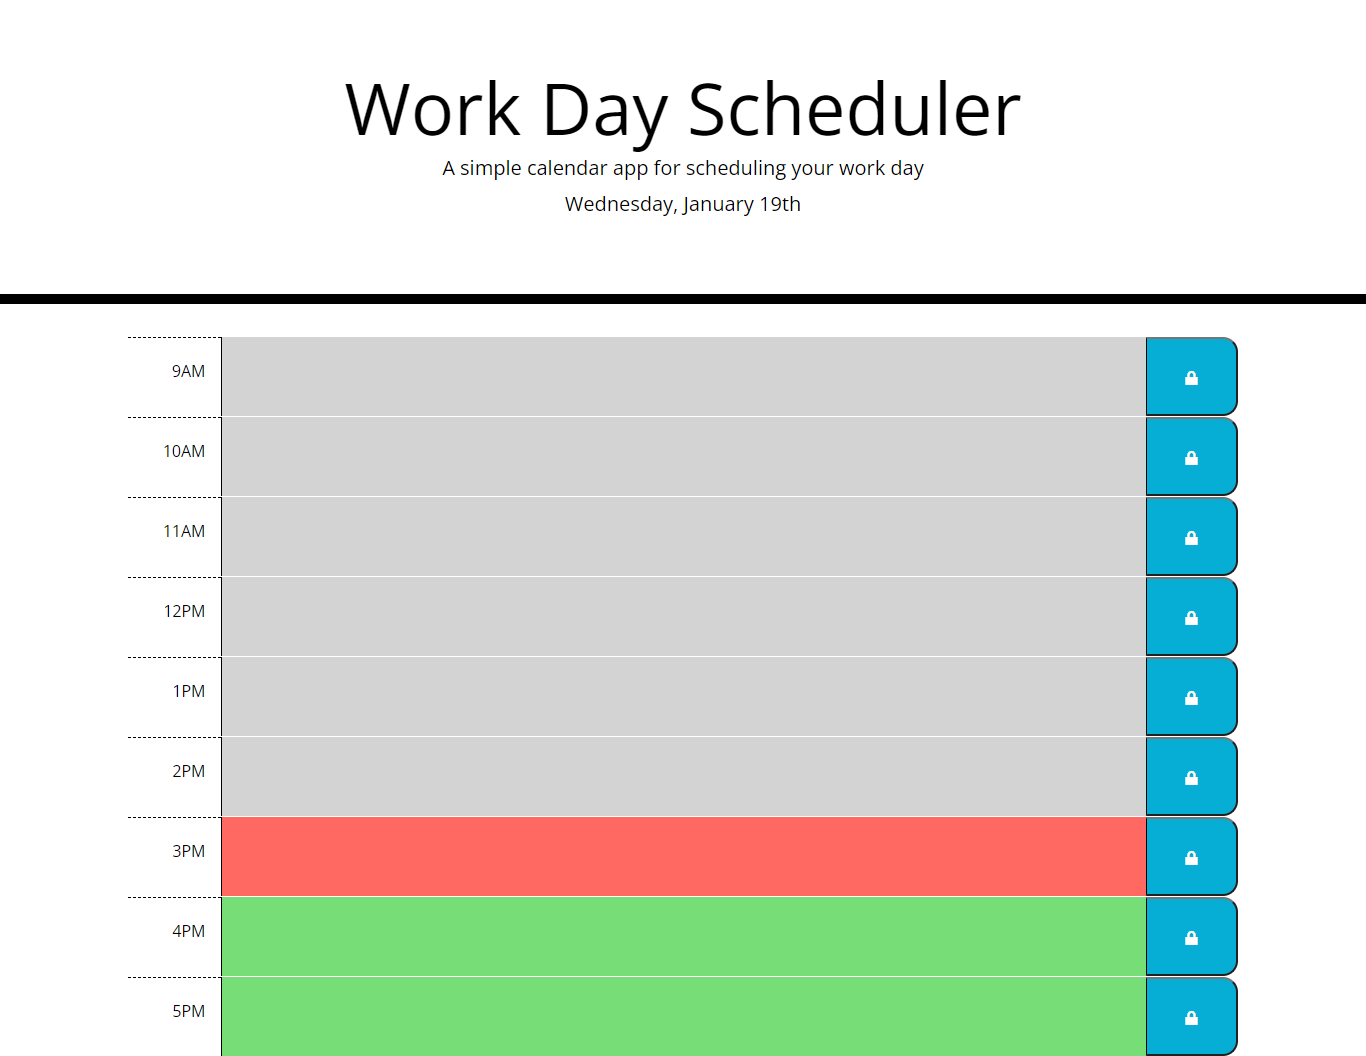 Work Day Scheduler
A simple calendar app for scheduling your work day
Wednesday, January 19th
9AM
10AM
11AM
12PM
1PM
2PM
3PM
4PM
5PM